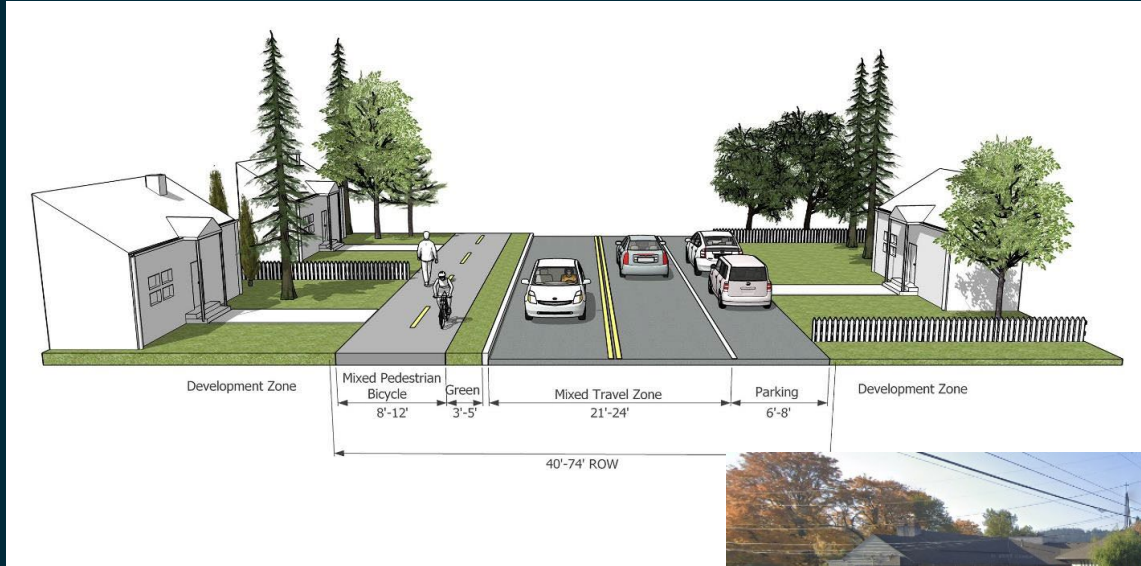 Development Zone
Mixed Pedestrian
Bicycle
8'-12'
Green
3'-5'
Mixed Travel Zone
21'-24'
Parking
6'-8'
Development Zone
40'-74' ROW